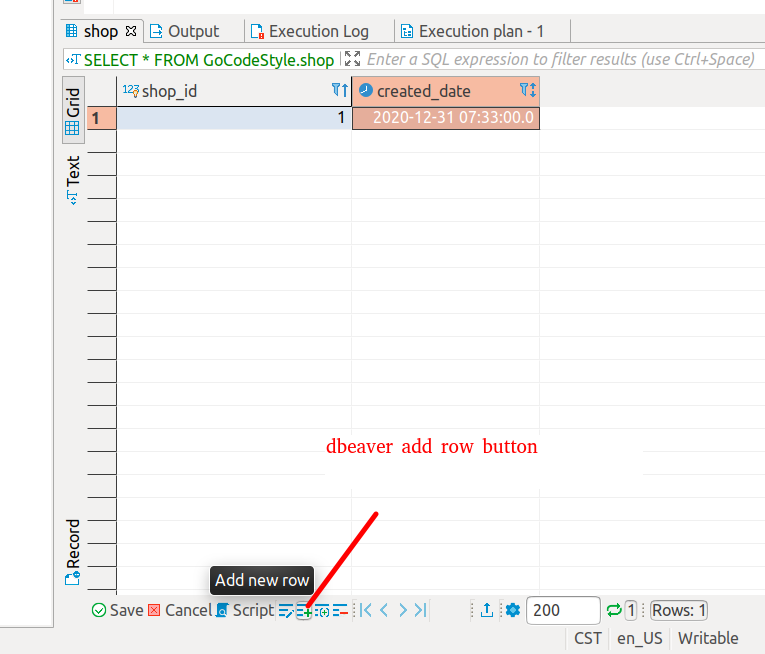 shop Output Execution Log Execution plan - 1
SELECT * FROM GoCodeStyle.shop Enter a SQL expression to filter results (use Ctrl+Space)
Grid
Text
Record
123 shop_id created_date
1 1 2020-12-31 07:33:00.0
dbeaver add row button
Add new row
Save Cancel Script 200 1 Rows: 1
CST en_US Writable